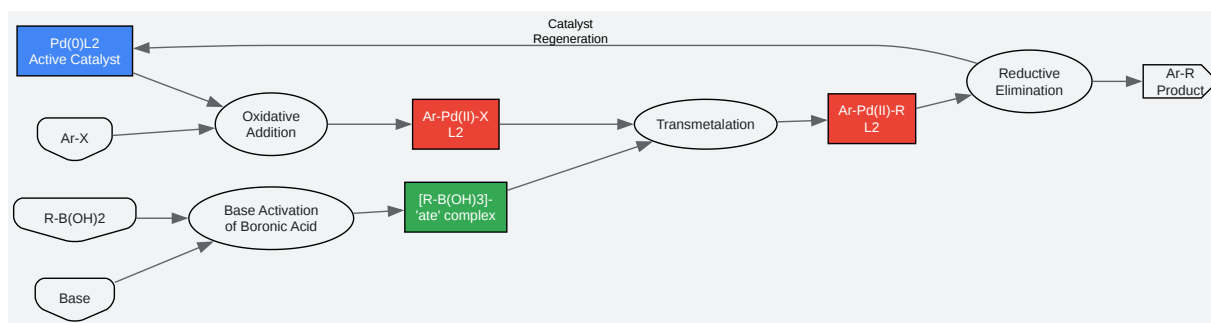 Catalyst
Regeneration
Pd(0)L2
Active Catalyst
Reductive
Elimination
Ar-R
Product
Oxidative
Addition
Ar-Pd(II)-X
L2
Transmetalation
Ar-Pd(II)-R
L2
Ar-X
R-B(OH)2
Base Activation
of Boronic Acid
[R-B(OH)3]-
'ate' complex
Base